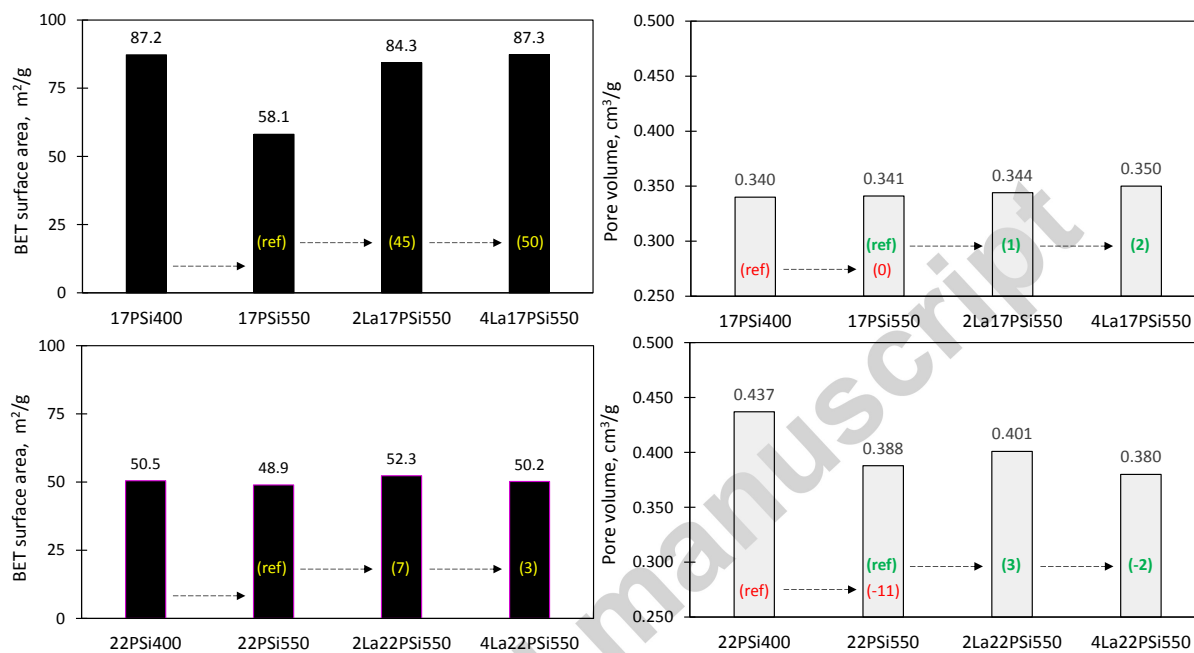 BET surface area, m²/g
100
75
50
25
0
87.2
58.1
84.3
87.3
(ref)
(45)
(50)
17PSi400
17PSi550
2La17PSi550
4La17PSi550
Pore volume, cm³/g
0.500
0.450
0.400
0.350
0.300
0.250
0.340
0.341
0.344
0.350
(ref)
(1)
(2)
(ref)
(0)
17PSi400
17PSi550
2La17PSi550
4La17PSi550
BET surface area, m²/g
100
75
50
25
0
50.5
48.9
52.3
50.2
(ref)
(7)
(3)
22PSi400
22PSi550
2La22PSi550
4La22PSi550
Pore volume, cm³/g
0.500
0.450
0.400
0.350
0.300
0.250
0.437
0.388
0.401
0.380
(ref)
(3)
(-2)
(ref)
(-11)
22PSi400
22PSi550
2La22PSi550
4La22PSi550
manuscript